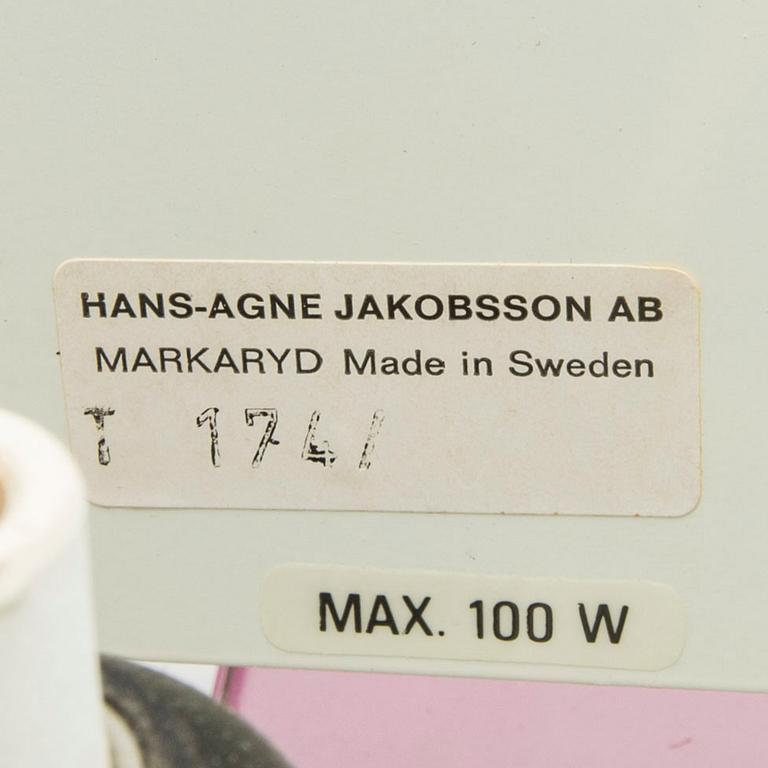 HANS-AGNE JAKOBSSON AB
MARKARYD Made in Sweden
T 174/
MAX. 100 W